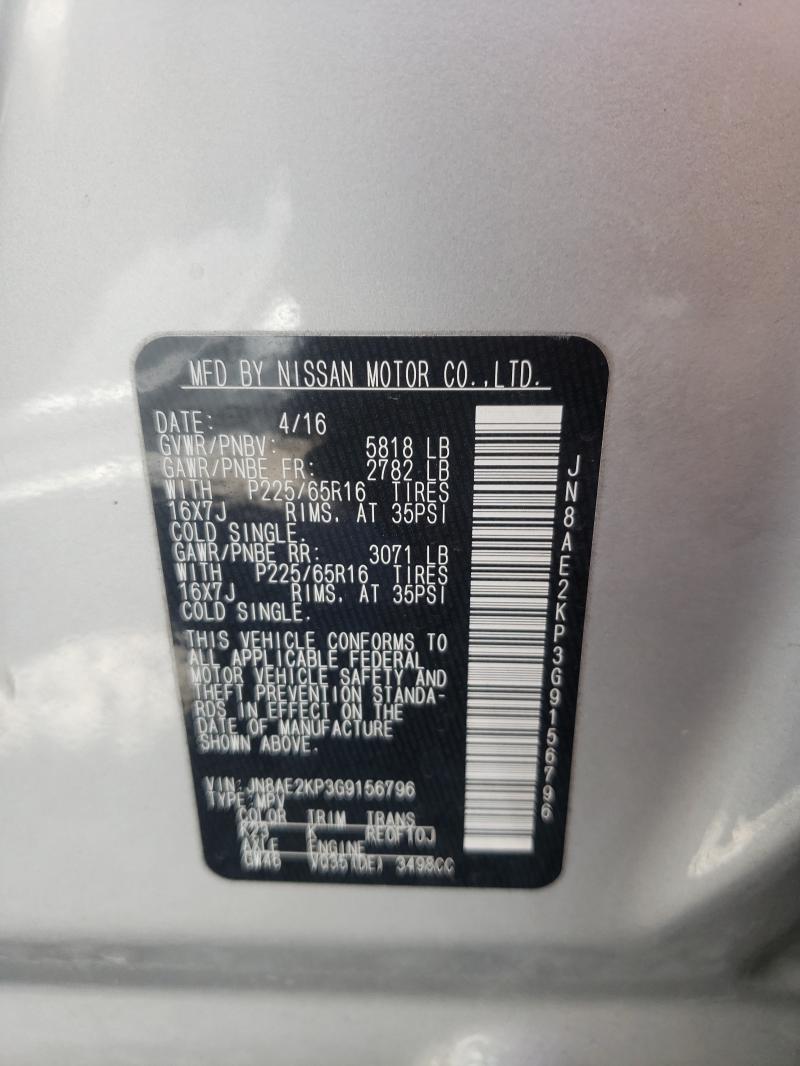 MFD BY NISSAN MOTOR CO.,LTD.
DATE: 4/16
GVWR/PNBV: 5818 LB
GAWR/PNBE FR: 2782 LB
WITH P225/65R16 TIRES
16X7J RIMS. AT 35PSI
COLD SINGLE.
GAWR/PNBE RR: 3071 LB
WITH P225/65R16 TIRES
16X7J RIMS. AT 35PSI
COLD SINGLE.
THIS VEHICLE CONFORMS TO
ALL APPLICABLE FEDERAL
MOTOR VEHICLE SAFETY AND
THEFT PREVENTION STANDA-
RDS IN EFFECT ON THE
DATE OF MANUFACTURE
SHOWN ABOVE.
VIN: JN8AE2KP3G9156796
TYPE:MPV
COLOR TRIM TRANS
K23 K RE0F10J
AXLE ENGINE
VQ35(DE) 3498CC
JN8AE2KP3G9156796